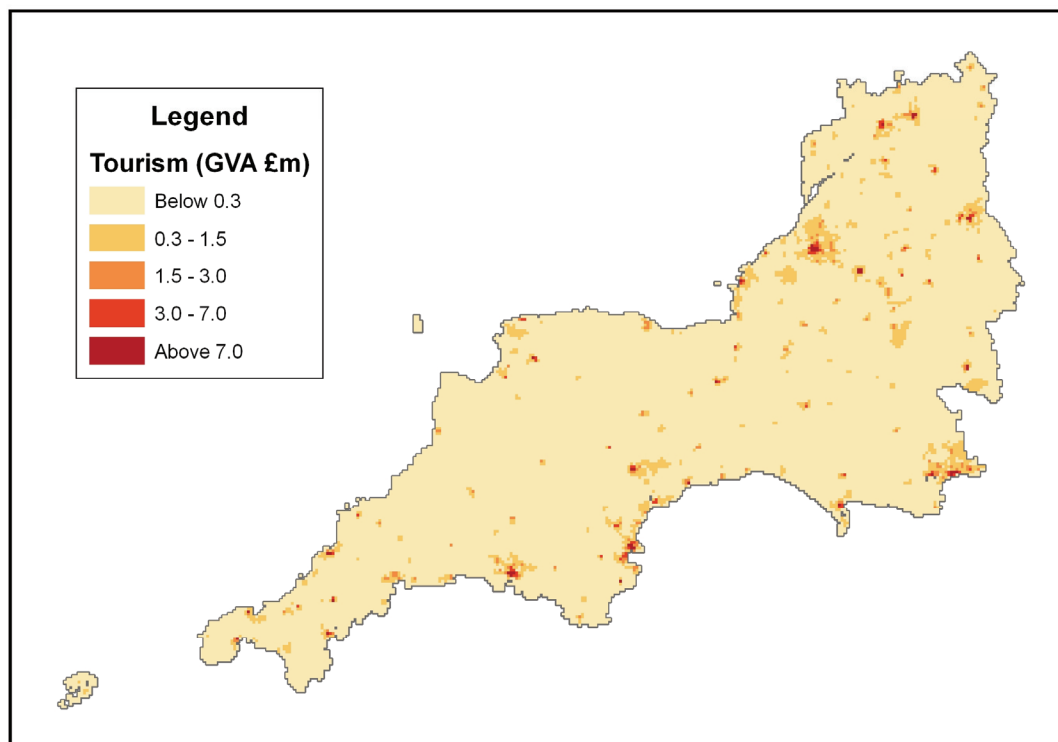 Legend
Tourism (GVA £m)
Below 0.3
0.3 - 1.5
1.5 - 3.0
3.0 - 7.0
Above 7.0